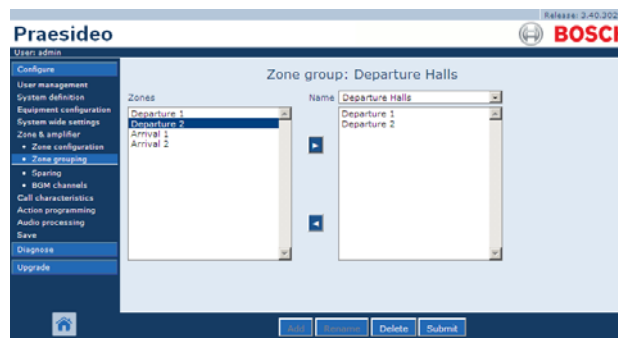 Release: 3.40.302
Praesideo
BOSCH
User: admin
Configure
User management
System definition
Equipment configuration
System wide settings
Zone & amplifier
• Zone configuration
• Zone grouping
• Sparing
• BGM channels
Call characteristics
Action programming
Audio processing
Save
Diagnose
Upgrade
Zone group: Departure Halls
Zones
Departure 1
Departure 2
Arrival 1
Arrival 2
Name Departure Halls
Departure 1
Departure 2
Add Rename Delete Submit